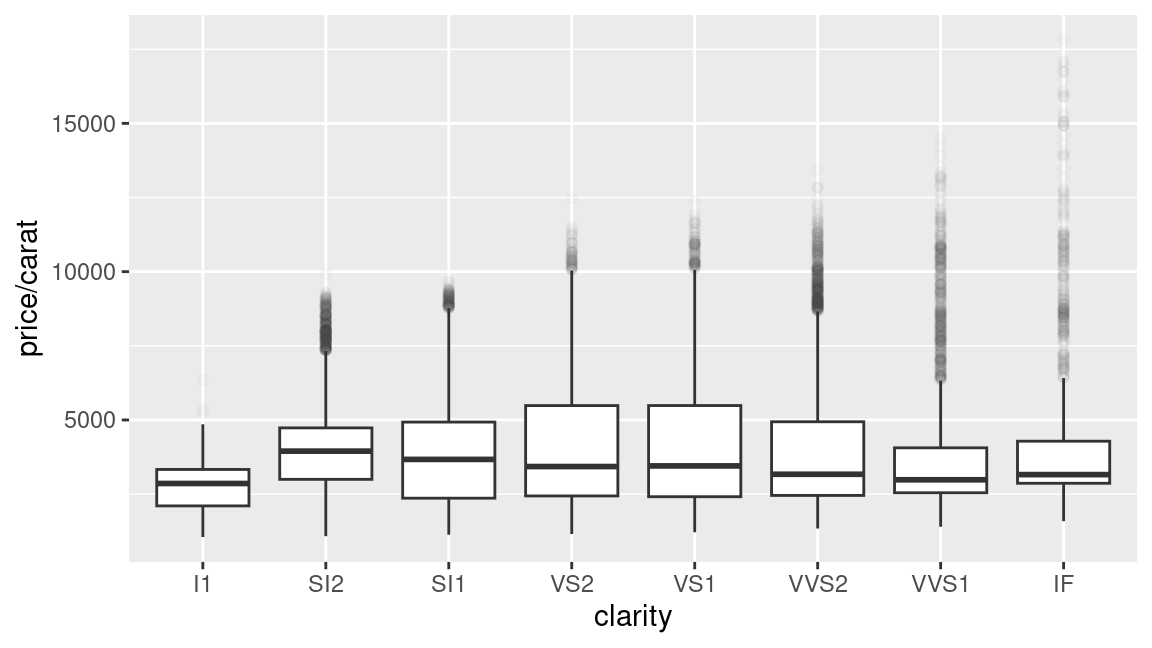 15000
10000
5000
price/carat
I1 SI2 SI1 VS2 VS1 VVS2 VVS1 IF
clarity